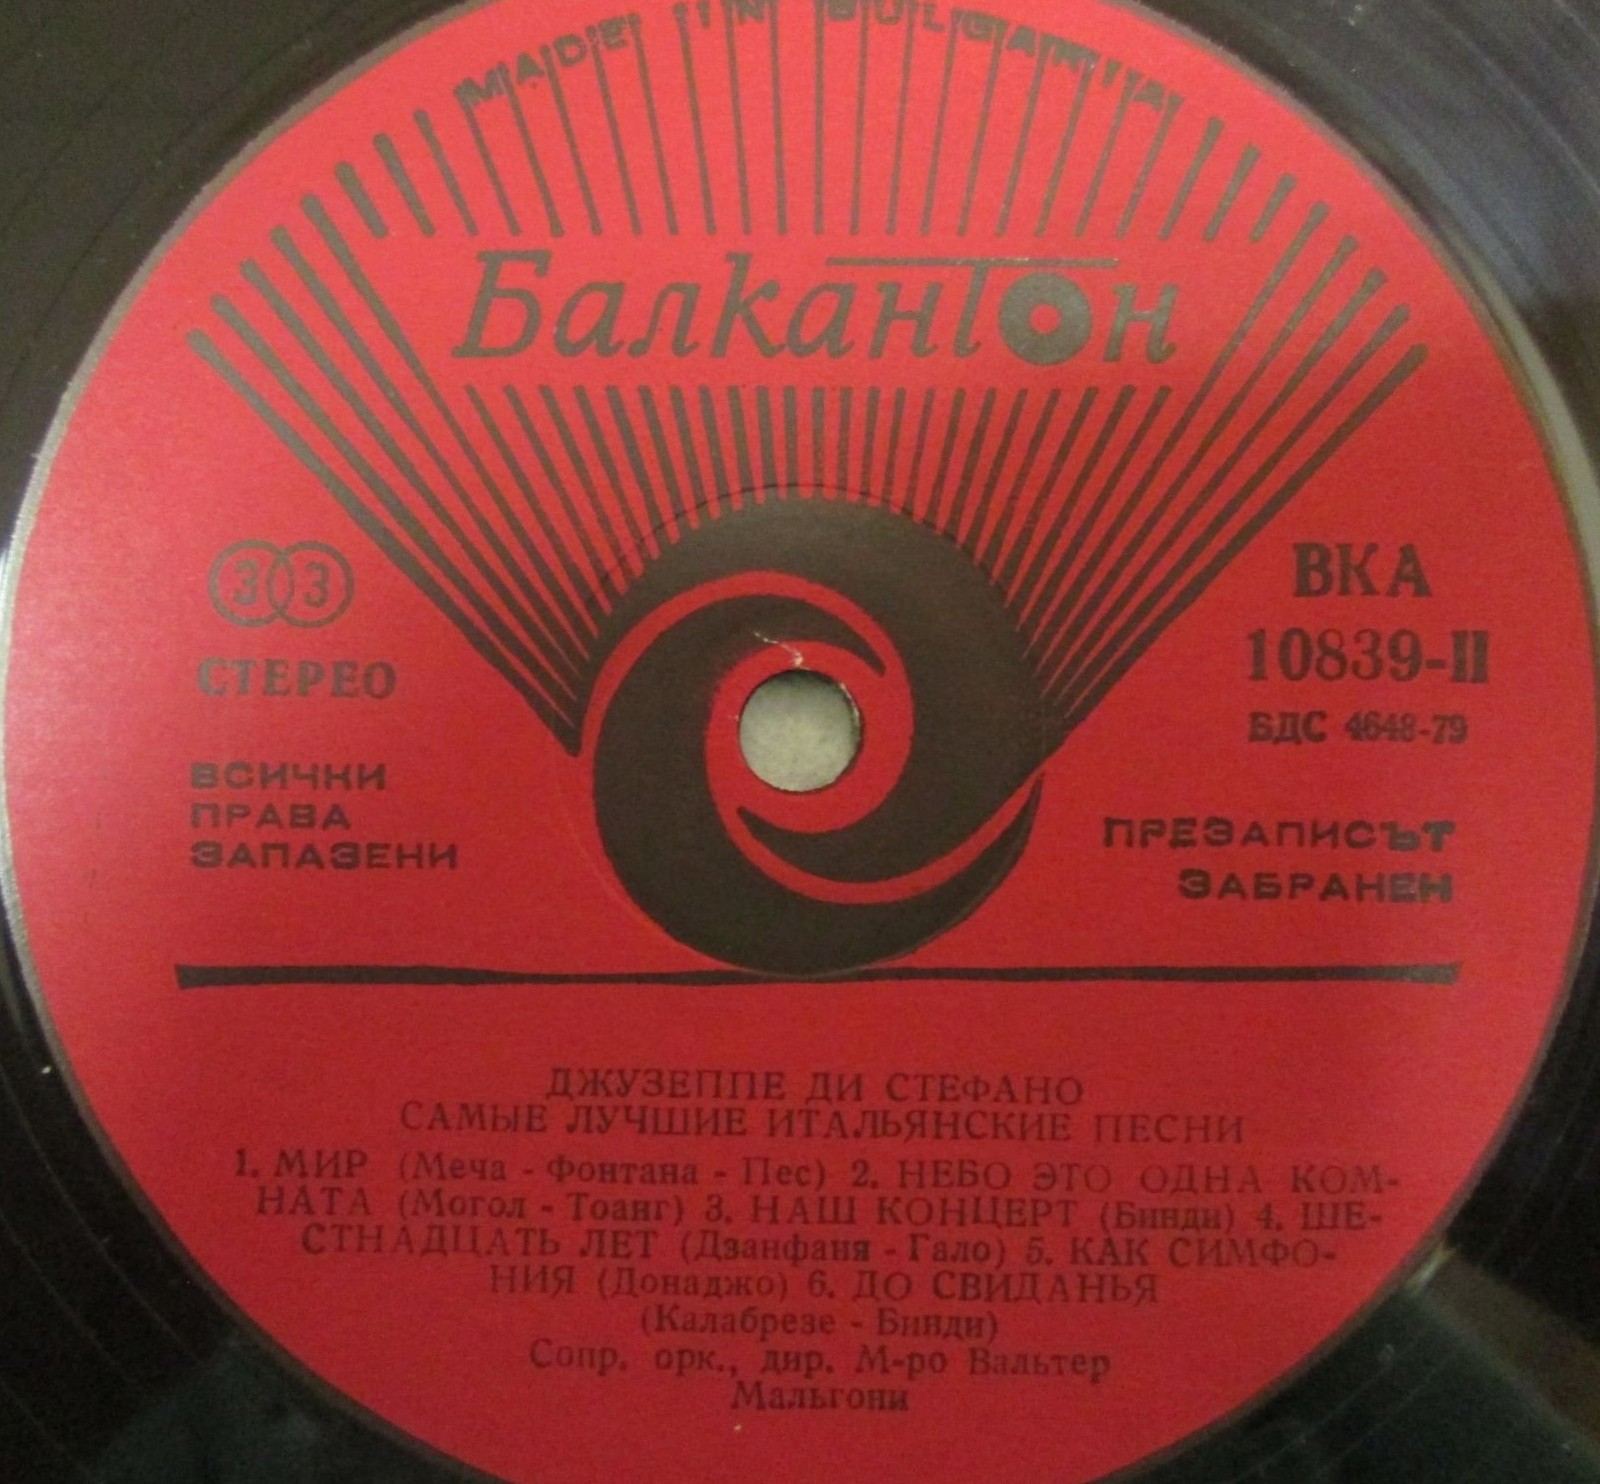 MADE IN BULGARIA
Балкантон
33
СТЕРЕО
ВСИЧКИ
ПРАВА
ЗАПАЗЕНИ
ВКА
10839-II
БДС 4648-79
ПРЕЗАПИСЪТ
ЗАБРАНЕН
ДЖУЗЕППЕ ДИ СТЕФАНО
САМЫЕ ЛУЧШИЕ ИТАЛЬЯНСКИЕ ПЕСНИ
1. МИР (Меча - Фонтана - Пес) 2. НЕБО ЭТО ОДНА КОМ-
НАТА (Могол - Тоанг) 3. НАШ КОНЦЕРТ (Бинди) 4. ШЕ-
СТНАДЦАТЬ ЛЕТ (Дзанфаня - Гало) 5. КАК СИМФО-
НИЯ (Донаджо) 6. ДО СВИДАНЬЯ
(Калабрезе - Бинди)
Сопр. орк., дир. М-ро Вальтер
Мальгони